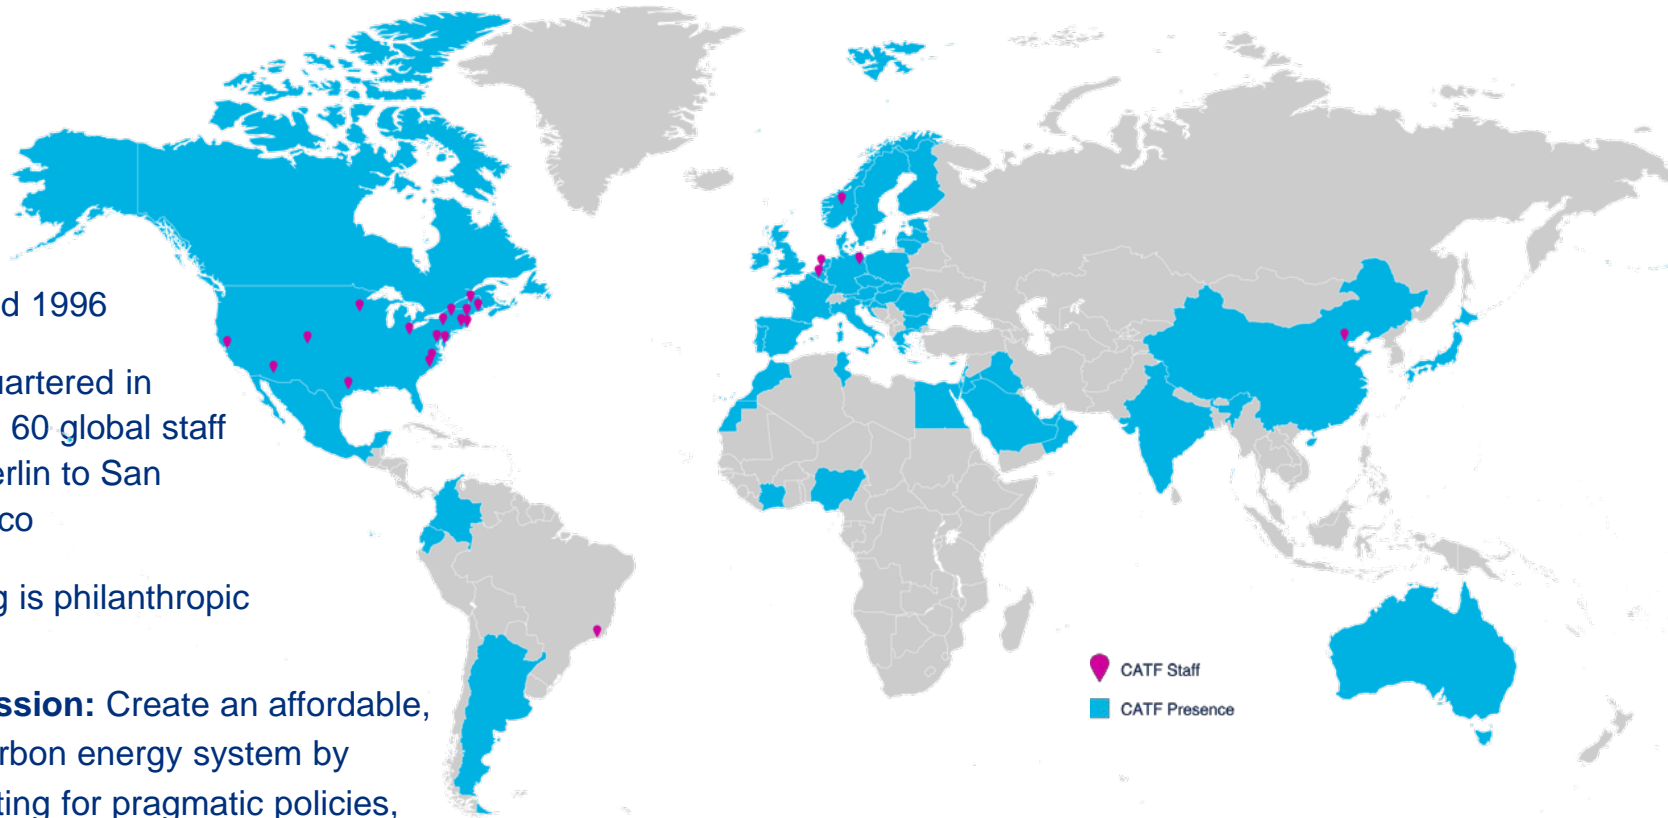 d 1996
uartered in
60 global staff
erlin to San
co
g is philanthropic
ssion: Create an affordable,
rbon energy system by
ting for pragmatic policies,
CATF Staff
CATF Presence